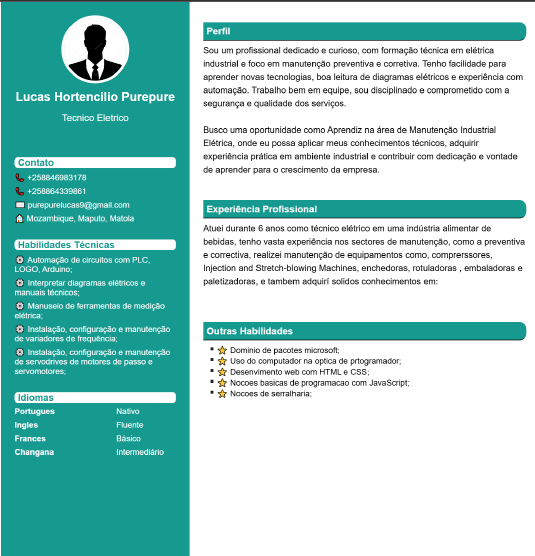 Lucas Hortencilio Purepure
Tecnico Eletrico
Contato
+258846983178
+258864339861
purepurelucas9@gmail.com
Mozambique, Maputo, Matola
Habilidades Técnicas
Automação de circuitos com PLC,
LOGO, Arduino;
Interpretar diagramas elétricos e
manuais técnicos;
Manuseio de ferramentas de medição
elétrica;
Instalação, configuração e manutenção
de variadores de frequência;
Instalação, configuração e manutenção
de servodrives de motores de passo e
servomotores;
Idiomas
Portugues Nativo
Ingles Fluente
Frances Básico
Changana Intermediário
Perfil
Sou um profissional dedicado e curioso, com formação técnica em elétrica
industrial e foco em manutenção preventiva e corretiva. Tenho facilidade para
aprender novas tecnologias, boa leitura de diagramas elétricos e experiência com
automação. Trabalho bem em equipe, sou disciplinado e comprometido com a
segurança e qualidade dos serviços.
Busco uma oportunidade como Aprendiz na área de Manutenção Industrial
Elétrica, onde eu possa aplicar meus conhecimentos técnicos, adquirir
experiência prática em ambiente industrial e contribuir com dedicação e vontade
de aprender para o crescimento da empresa.
Experiência Profissional
Atuei durante 6 anos como técnico elétrico em uma indústria alimentar de
bebidas, tenho vasta experiência nos sectores de manutenção, como a preventiva
e correctiva, realizei manutenção de equipamentos como, comprerssores,
Injection and Stretch-blowing Machines, enchedoras, rotuladoras , embaladoras e
paletizadoras, e tambem adquirí solidos conhecimentos em:
Outras Habilidades
Dominio de pacotes microsoft;
Uso do computador na optica de prtogramador;
Desenvimento web com HTML e CSS;
Nocoes basicas de programacao com JavaScript;
Nocoes de serralharia;